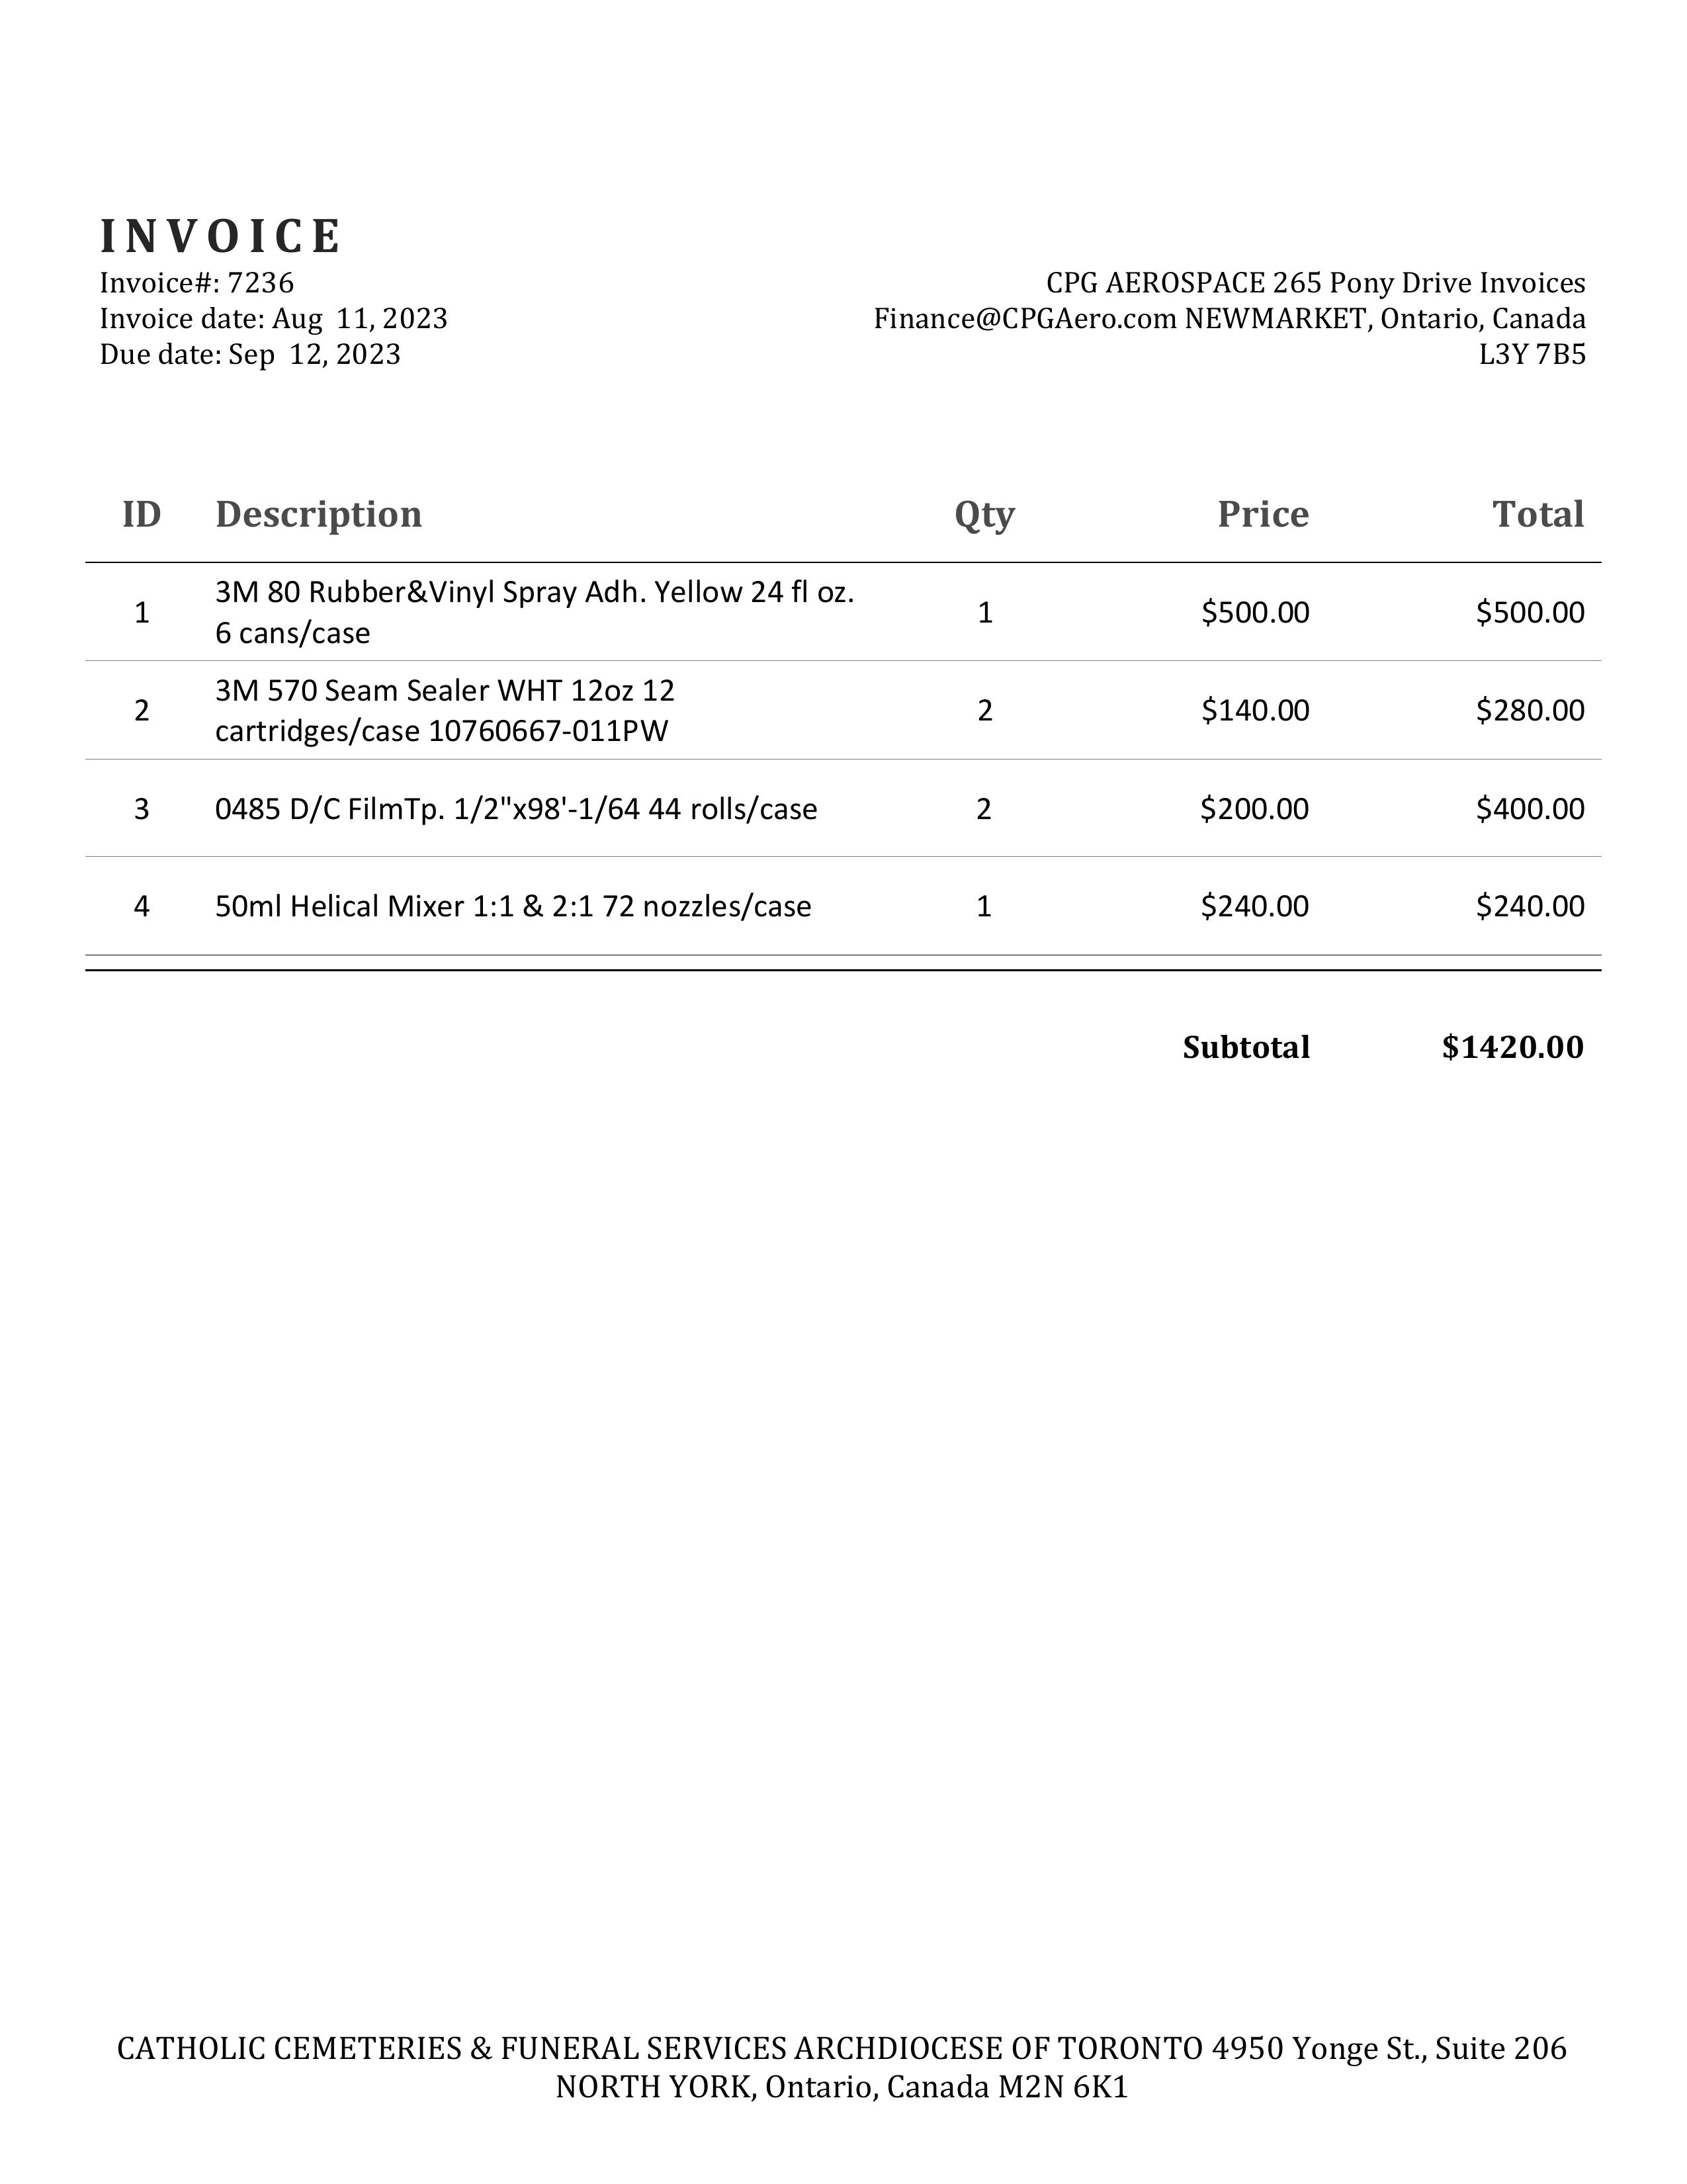 INVOICE
Invoice#: 7236
Invoice date: Aug  11, 2023
Due date: Sep  12, 2023
CPG AEROSPACE 265 Pony Drive Invoices
Finance@CPGAero.com NEWMARKET, Ontario, Canada
L3Y 7B5
ID Description Qty Price Total
1 3M 80 Rubber&Vinyl Spray Adh. Yellow 24 fl oz. 1 $500.00 $500.00
6 cans/case
2 3M 570 Seam Sealer WHT 12oz 12 2 $140.00 $280.00
cartridges/case 10760667-011PW
3 0485 D/C FilmTp. 1/2"x98'-1/64 44 rolls/case 2 $200.00 $400.00
4 50ml Helical Mixer 1:1 & 2:1 72 nozzles/case 1 $240.00 $240.00
Subtotal $1420.00
CATHOLIC CEMETERIES & FUNERAL SERVICES ARCHDIOCESE OF TORONTO 4950 Yonge St., Suite 206
NORTH YORK, Ontario, Canada M2N 6K1